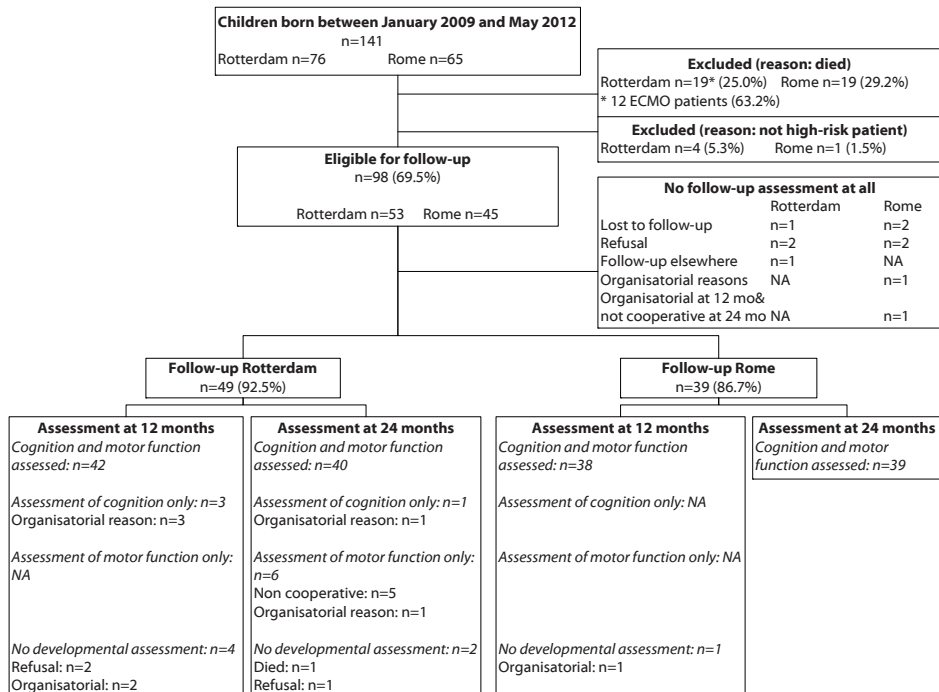 Children born between January 2009 and May 2012
n=141
Rotterdam n=76 Rome n=65
Excluded (reason: died)
Rotterdam n=19* (25.0%) Rome n=19 (29.2%)
* 12 ECMO patients (63.2%)
Excluded (reason: not high-risk patient)
Rotterdam n=4 (5.3%) Rome n=1 (1.5%)
Eligible for follow-up
n=98 (69.5%)
Rotterdam n=53 Rome n=45
No follow-up assessment at all
Rotterdam Rome
Lost to follow-up n=1 n=2
Refusal n=2 n=2
Follow-up elsewhere n=1 NA
Organisatorial reasons NA n=1
Organisatorial at 12 mo&
not cooperative at 24 mo NA n=1
Follow-up Rotterdam
n=49 (92.5%)
Follow-up Rome
n=39 (86.7%)
Assessment at 12 months
Cognition and motor function
assessed: n=42
Assessment of cognition only: n=3
Organisatorial reason: n=3
Assessment of motor function only:
NA
No developmental assessment: n=4
Refusal: n=2
Organisatorial: n=2
Assessment at 24 months
Cognition and motor function
assessed: n=40
Assessment of cognition only: n=1
Organisatorial reason: n=1
Assessment of motor function only:
n=6
Non cooperative: n=5
Organisatorial reason: n=1
No developmental assessment: n=2
Died: n=1
Refusal: n=1
Assessment at 12 months
Cognition and motor function
assessed: n=38
Assessment of cognition only: NA
Assessment of motor function only: NA
No developmental assessment: n=1
Organisatorial: n=1
Assessment at 24 months
Cognition and motor
function assessed: n=39